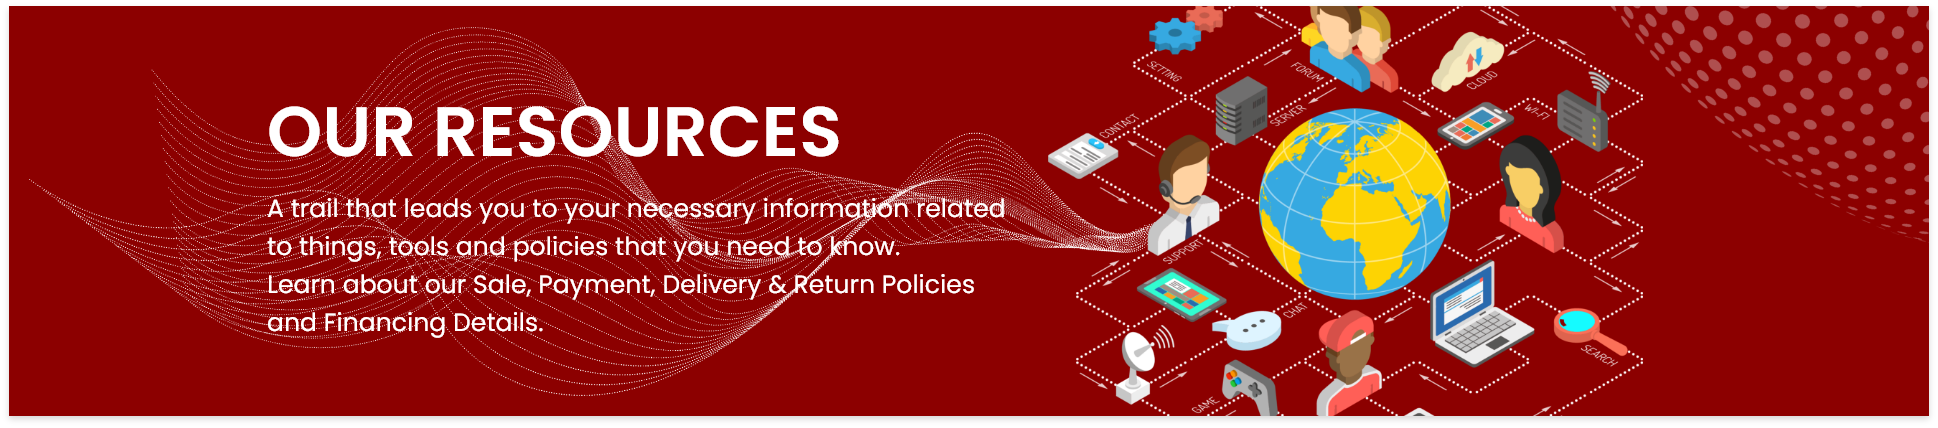 OUR RESOURCES
A trail that leads you to your necessary information related
to things, tools and policies that you need to know.
Learn about our Sale, Payment, Delivery & Return Policies
and Financing Details.
SETTING
FORUM
CLOUD
CONTACT
SERVER
WI-FI
SUPPORT
CHAT
SEARCH
GAME